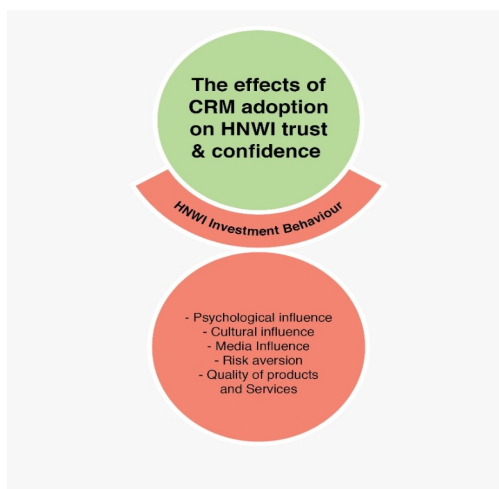 The effects of
CRM adoption
on HNWI trust
& confidence
HNWI Investment Behaviour
- Psychological influence
- Cultural influence
- Media Influence
- Risk aversion
- Quality of products
and Services